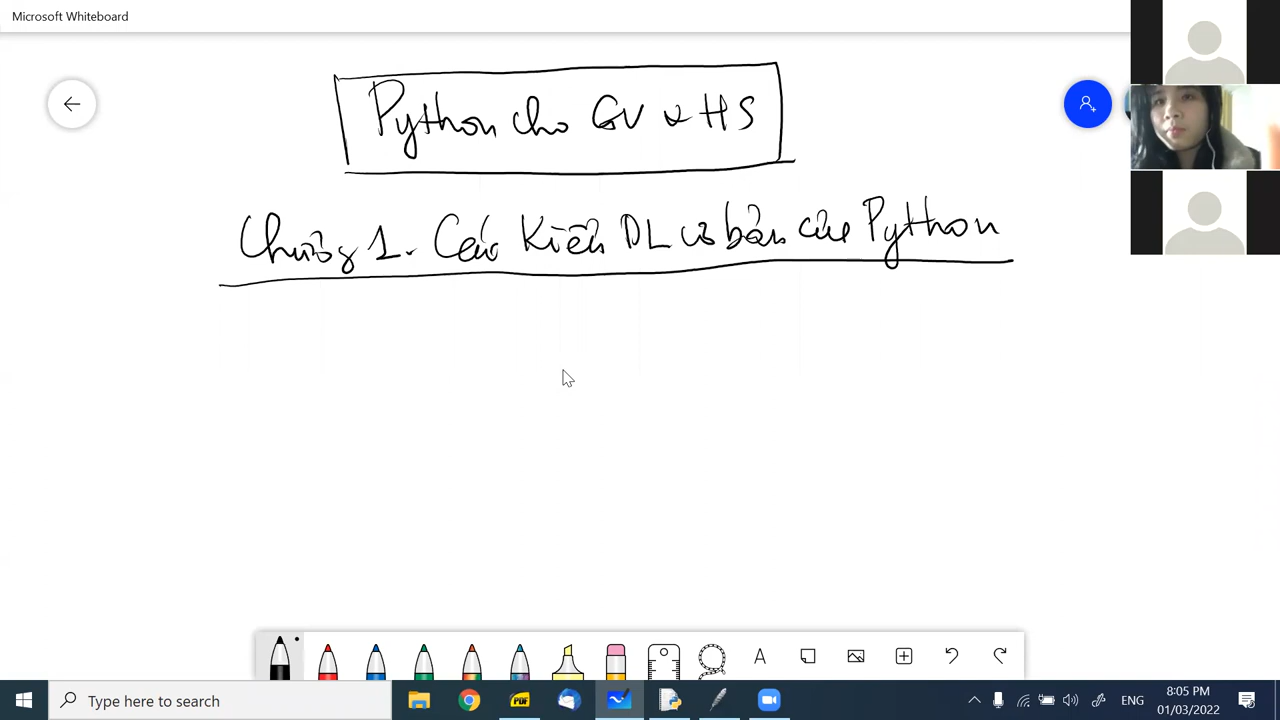 Microsoft Whiteboard
Python cho GV & HS
Chương 1. Các Kiểu DL cơ bản của Python
A
PDF
Type here to search
ENG
8:05 PM
01/03/2022